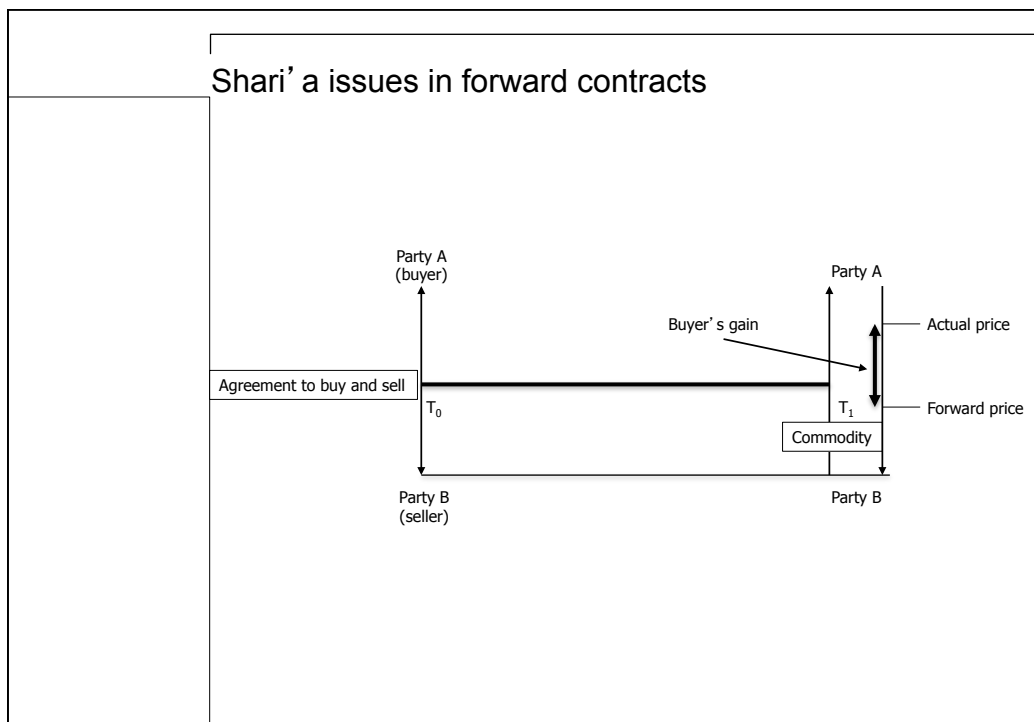 Shari’a issues in forward contracts
Party A
(buyer)
Party A
Buyer’s gain
Actual price
Agreement to buy and sell
T₀
T₁
Forward price
Commodity
Party B
(seller)
Party B